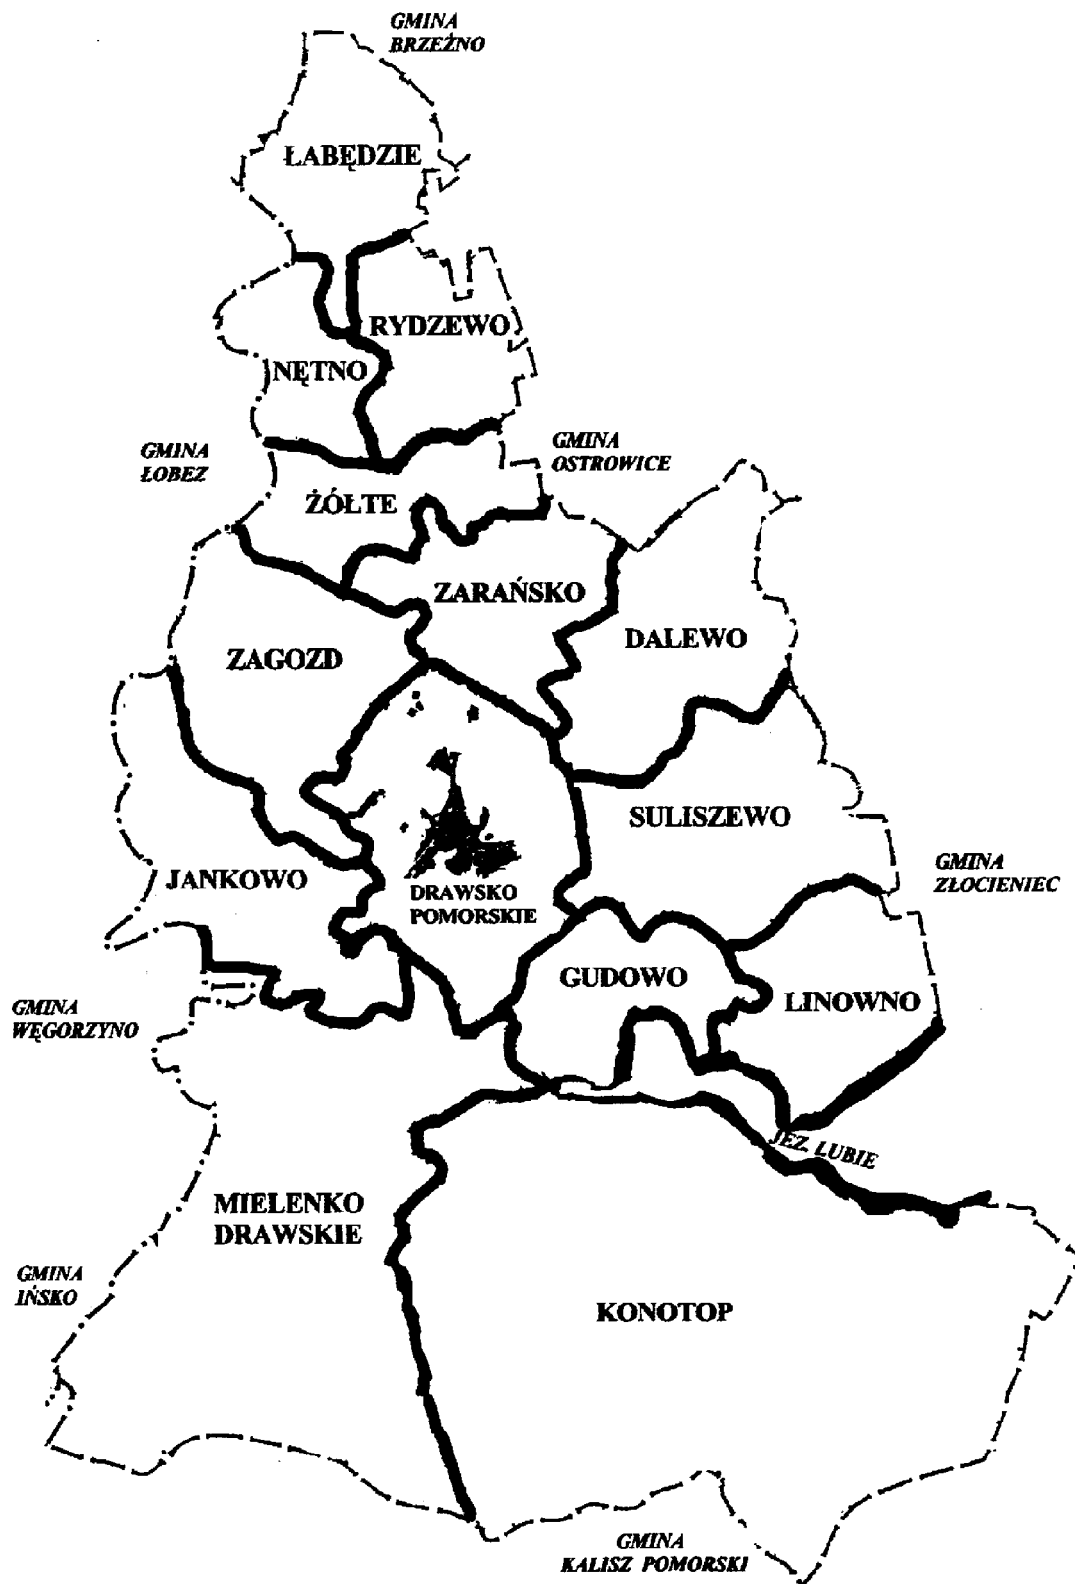 GMINA
BRZEŻNO
ŁABĘDZIE
RYDZEWO
NĘTNO
GMINA
ŁOBEZ
GMINA
OSTROWICE
ŻÓŁTE
ZARAŃSKO
DALEWO
ZAGOZD
SULISZEWO
JANKOWO
DRAWSKO
POMORSKIE
GMINA
ZŁOCIENIEC
GUDOWO
LINOWNO
GMINA
WĘGORZYNO
JEZ. LUBIE
MIELENKO
DRAWSKIE
GMINA
IŃSKO
KONOTOP
GMINA
KALISZ POMORSKI